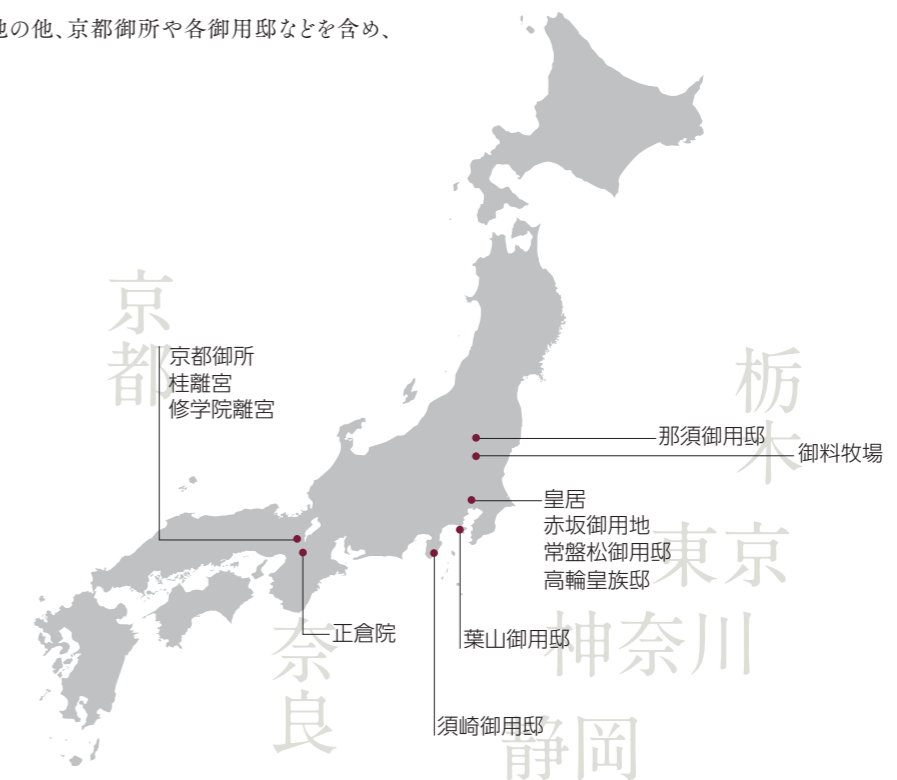 の他、京都御所や各御用邸などを含め、
京都
京都御所
桂離宮
修学院離宮
栃木
那須御用邸
御料牧場
皇居
赤坂御用地
常盤松御用邸
高輪皇族邸
東京
神奈川
葉山御用邸
奈良
正倉院
須崎御用邸
静岡